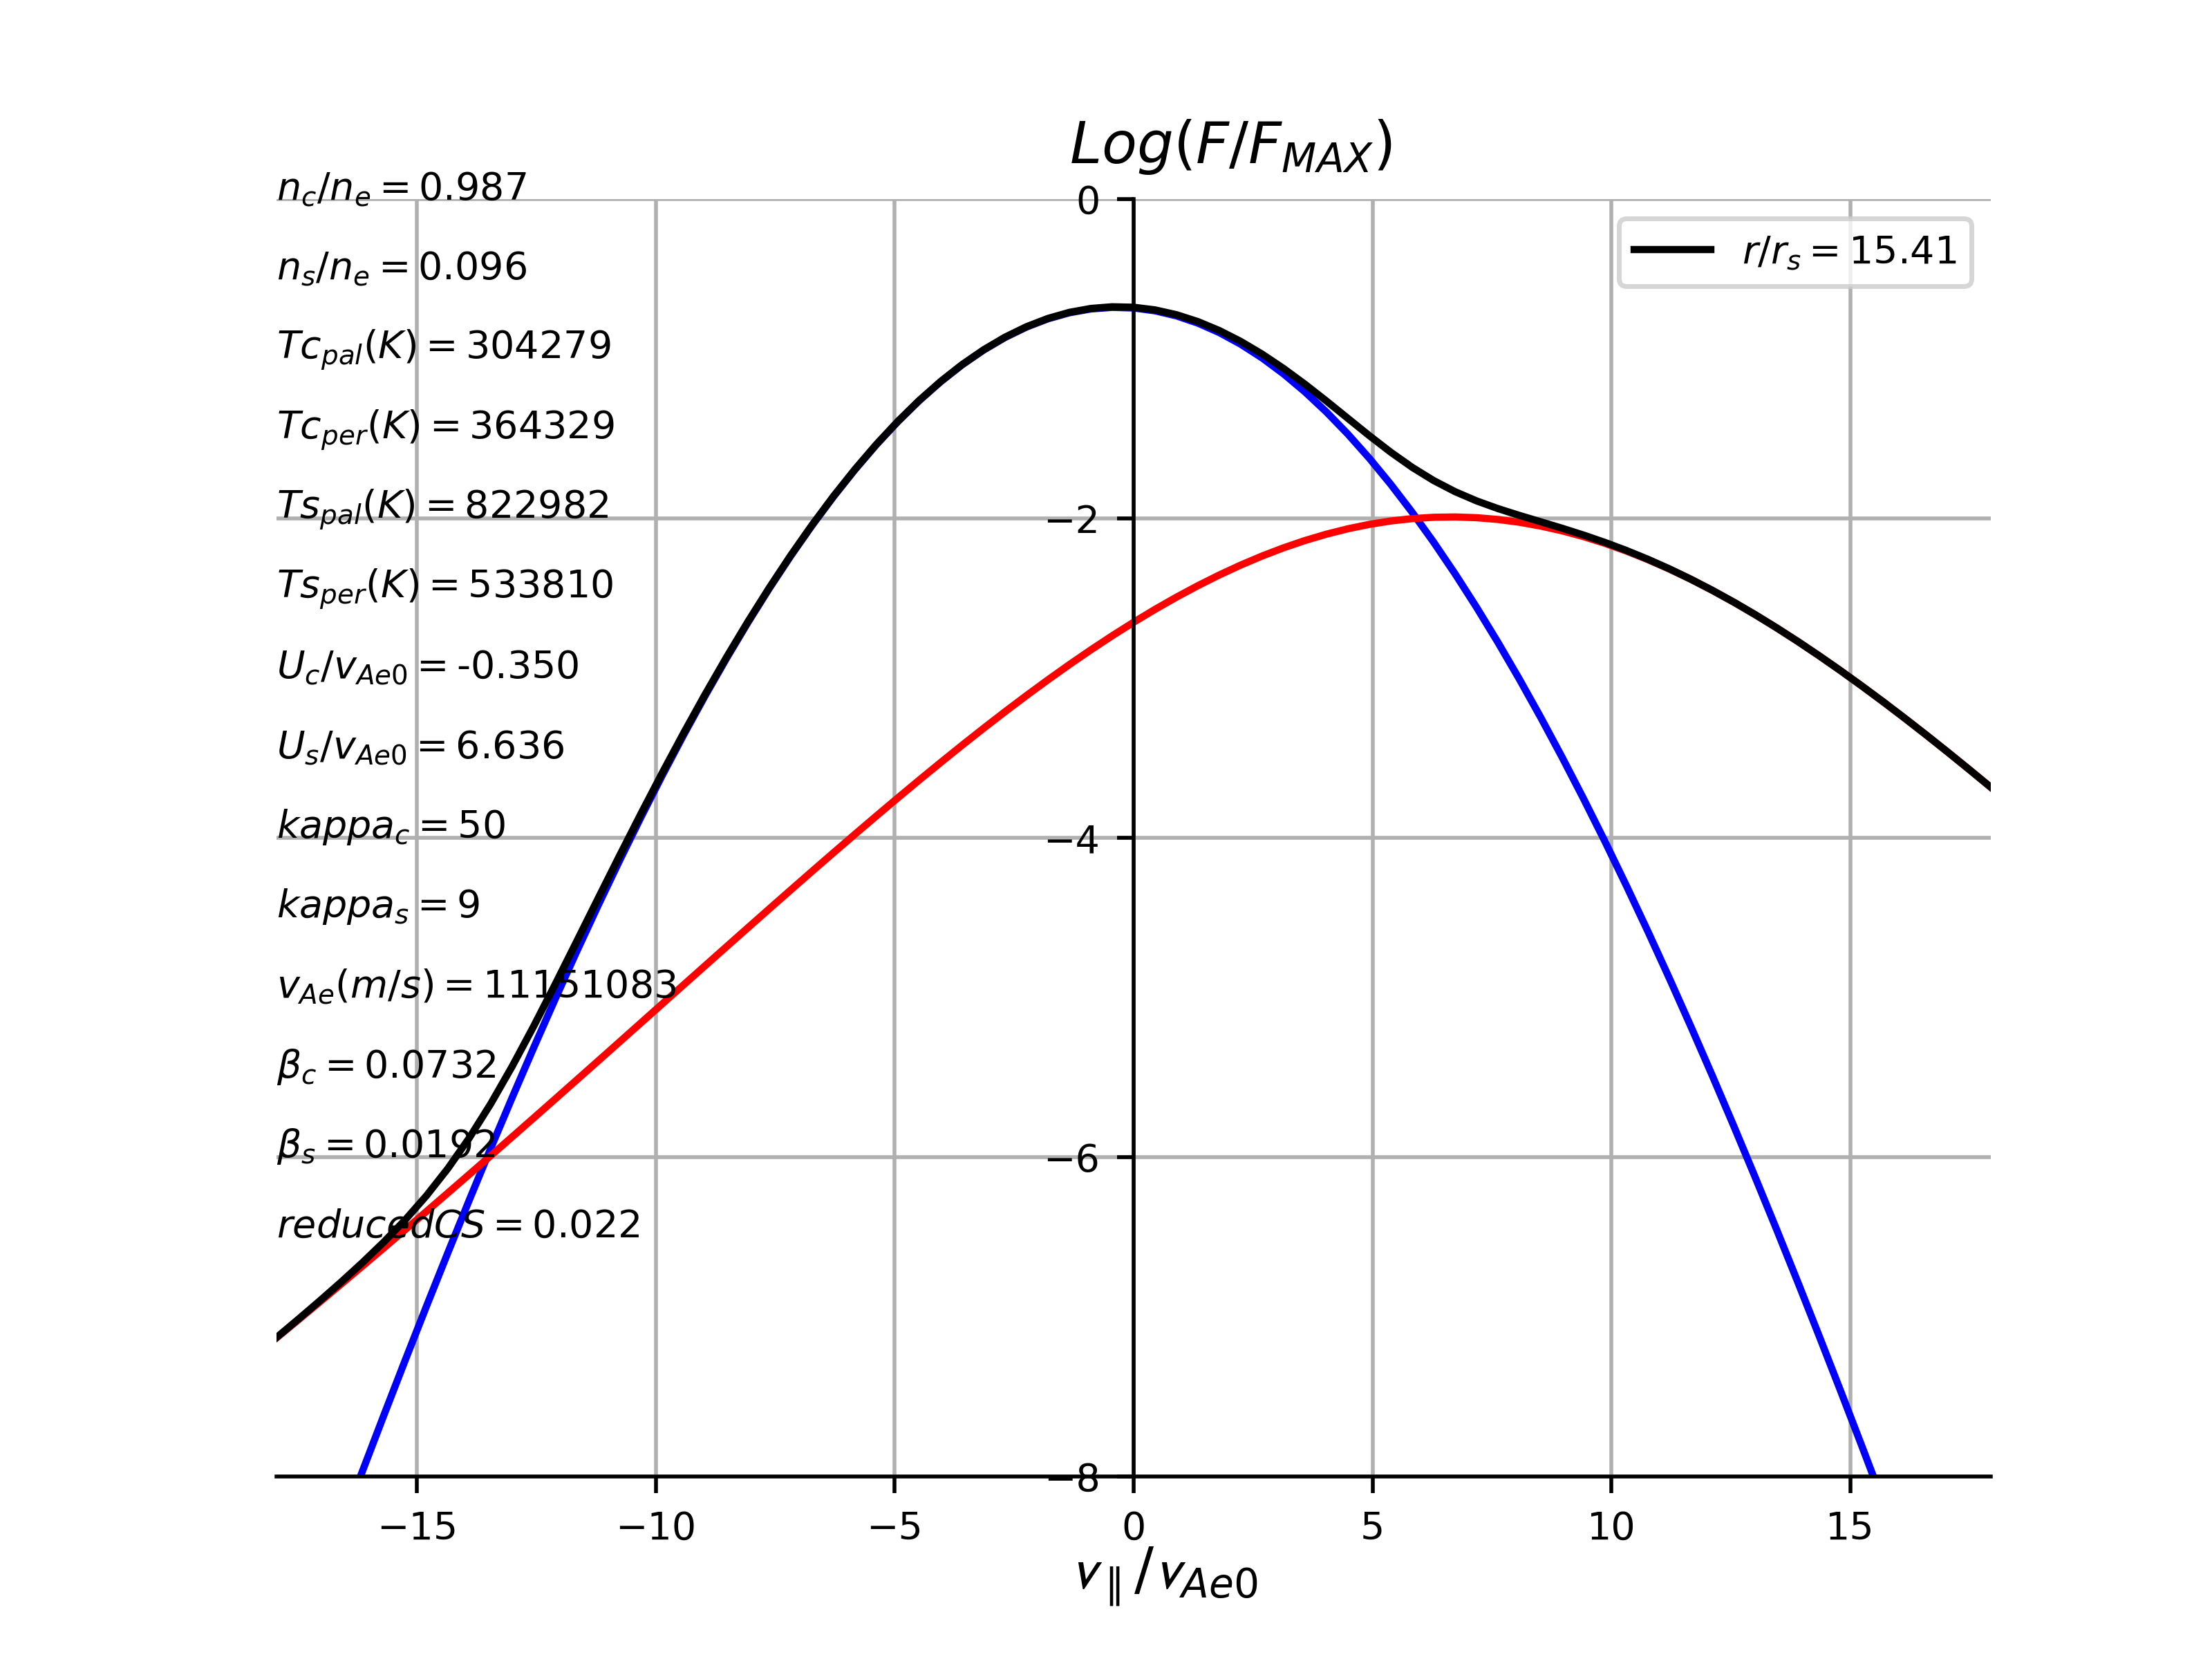 Log(F/F_MAX)
n_c/n_e = 0.987
n_s/n_e = 0.096
Tc_pal(K) = 304279
Tc_per(K) = 364329
Ts_pal(K) = 822982
Ts_per(K) = 533810
U_c/v_Ae0 = -0.350
U_s/v_Ae0 = 6.636
kappa_c = 50
kappa_s = 9
v_Ae(m/s) = 11151083
β_c = 0.0732
β_s = 0.0192
reducedCS = 0.022
r/r_s = 15.41
0
−2
−4
−6
−8
−15 −10 −5 0 5 10 15
v_∥/v_Ae0